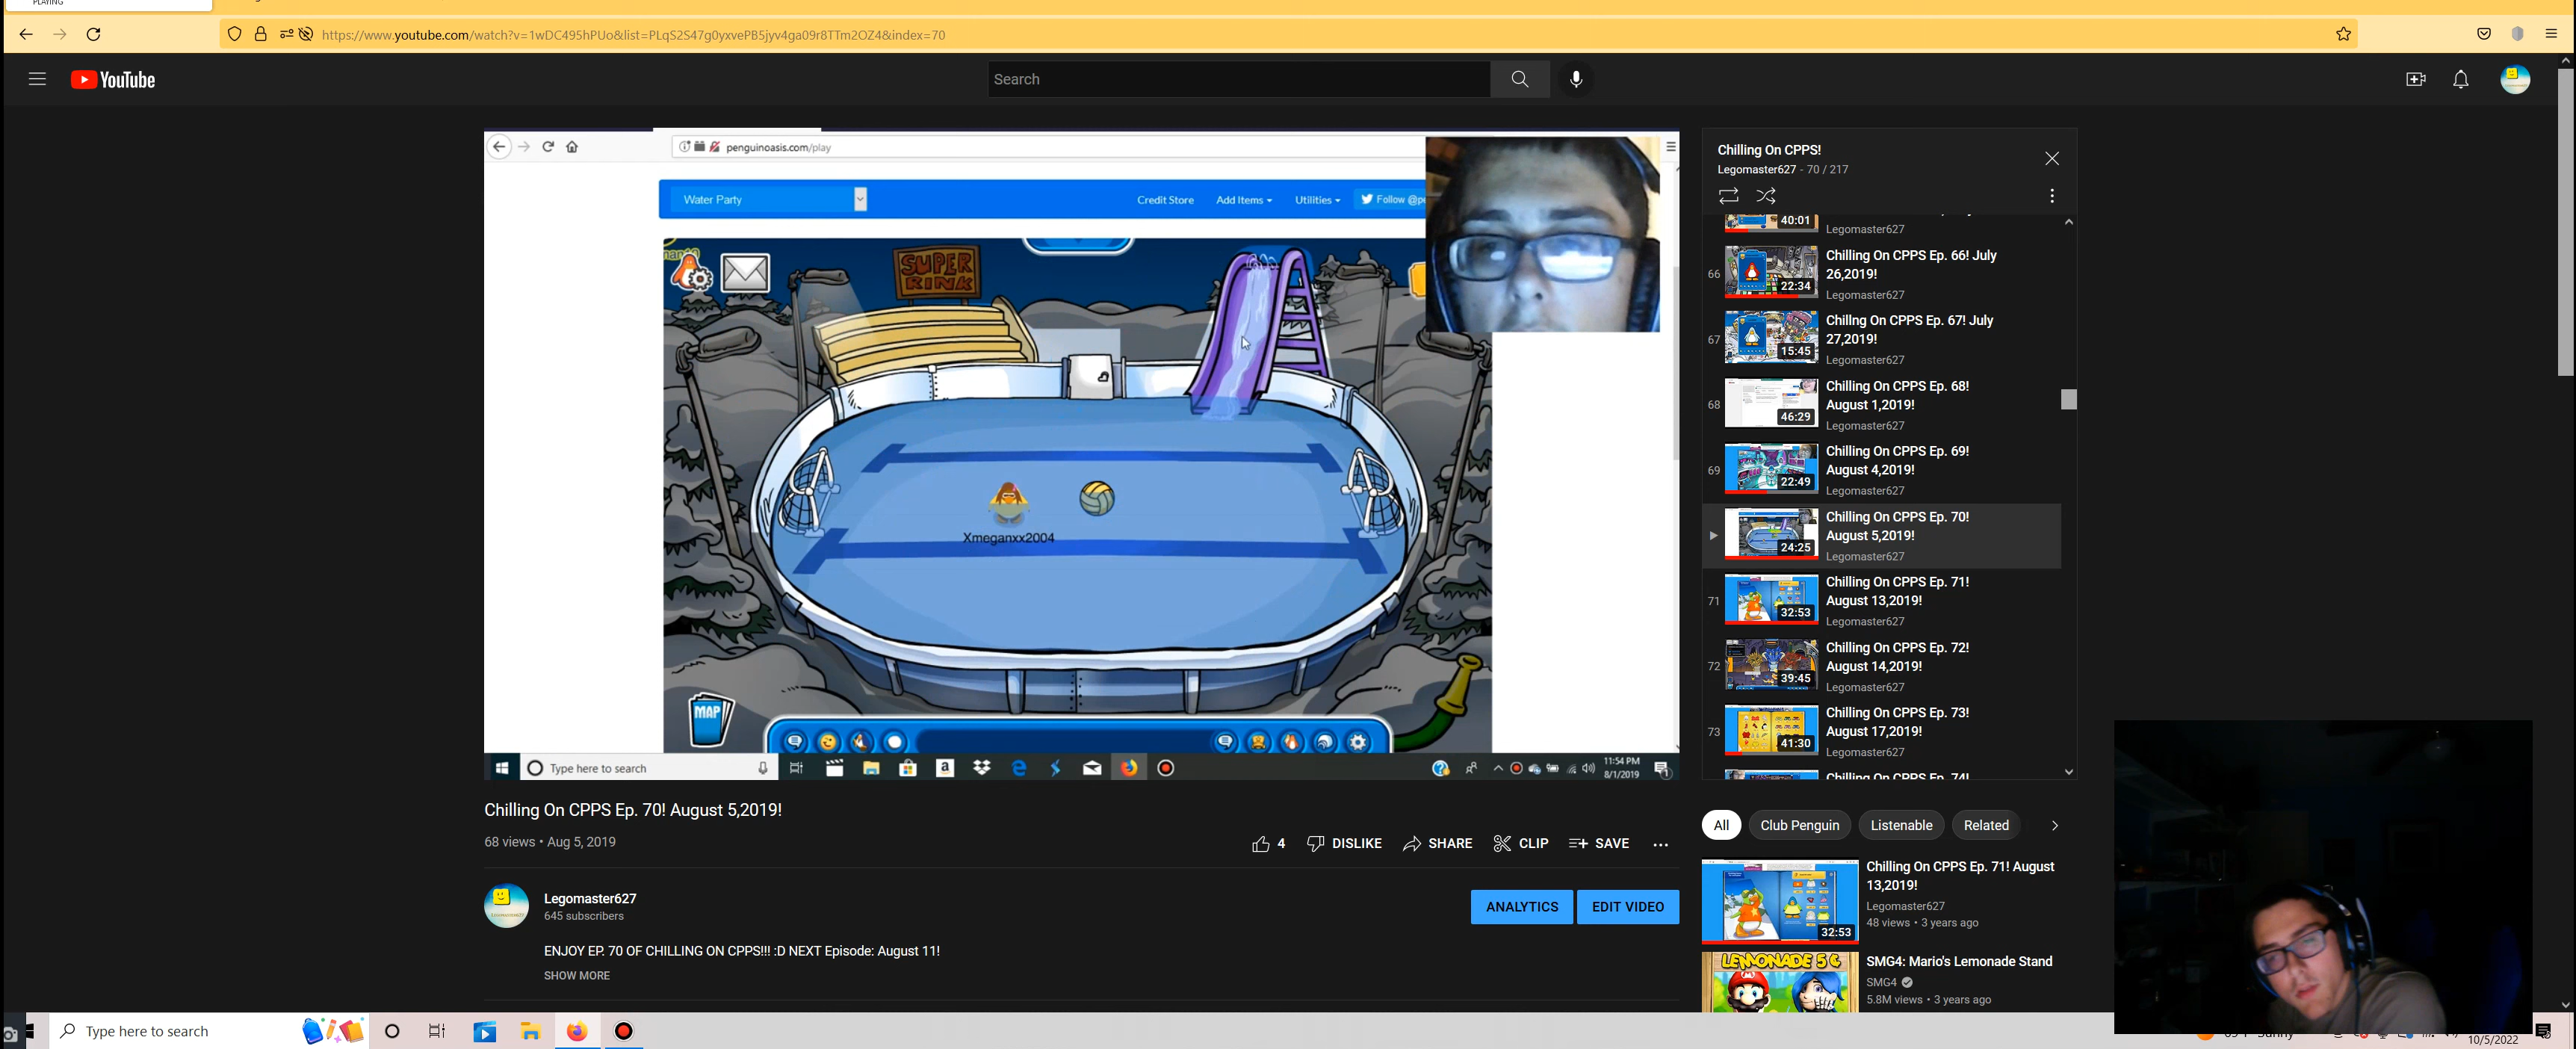 PLAYING
https://www.youtube.com/watch?v=1wDC495hPUo&list=PLqS2S47g0yxvePB5jyv4ga09r8TTm2OZ4&index=70
YouTube
Search
penguinoasis.com/play
Water Party
Credit Store
Add Items
Utilities
Follow
SUPER
RINK
Xmeganxx2004
MAP
Type here to search
11:54 PM
8/1/2019
Chilling On CPPS!
Legomaster627 - 70 / 217
40:01
Legomaster627
66
22:34
Chilling On CPPS Ep. 66! July
26,2019!
Legomaster627
67
15:45
Chillng On CPPS Ep. 67! July
27,2019!
Legomaster627
68
46:29
Chilling On CPPS Ep. 68!
August 1,2019!
Legomaster627
69
22:49
Chilling On CPPS Ep. 69!
August 4,2019!
Legomaster627
24:25
Chilling On CPPS Ep. 70!
August 5,2019!
Legomaster627
71
32:53
Chilling On CPPS Ep. 71!
August 13,2019!
Legomaster627
72
39:45
Chilling On CPPS Ep. 72!
August 14,2019!
Legomaster627
73
41:30
Chilling On CPPS Ep. 73!
August 17,2019!
Legomaster627
Chilling On CPPS Ep. 74!
Chilling On CPPS Ep. 70! August 5,2019!
68 views • Aug 5, 2019
4 DISLIKE SHARE CLIP SAVE
Legomaster627
645 subscribers
ANALYTICS EDIT VIDEO
ENJOY EP. 70 OF CHILLING ON CPPS!!! :D NEXT Episode: August 11!
SHOW MORE
All Club Penguin Listenable Related
32:53
Chilling On CPPS Ep. 71! August
13,2019!
Legomaster627
48 views • 3 years ago
LEMONADE 5¢
SMG4: Mario's Lemonade Stand
SMG4
5.8M views • 3 years ago
Type here to search
10/5/2022